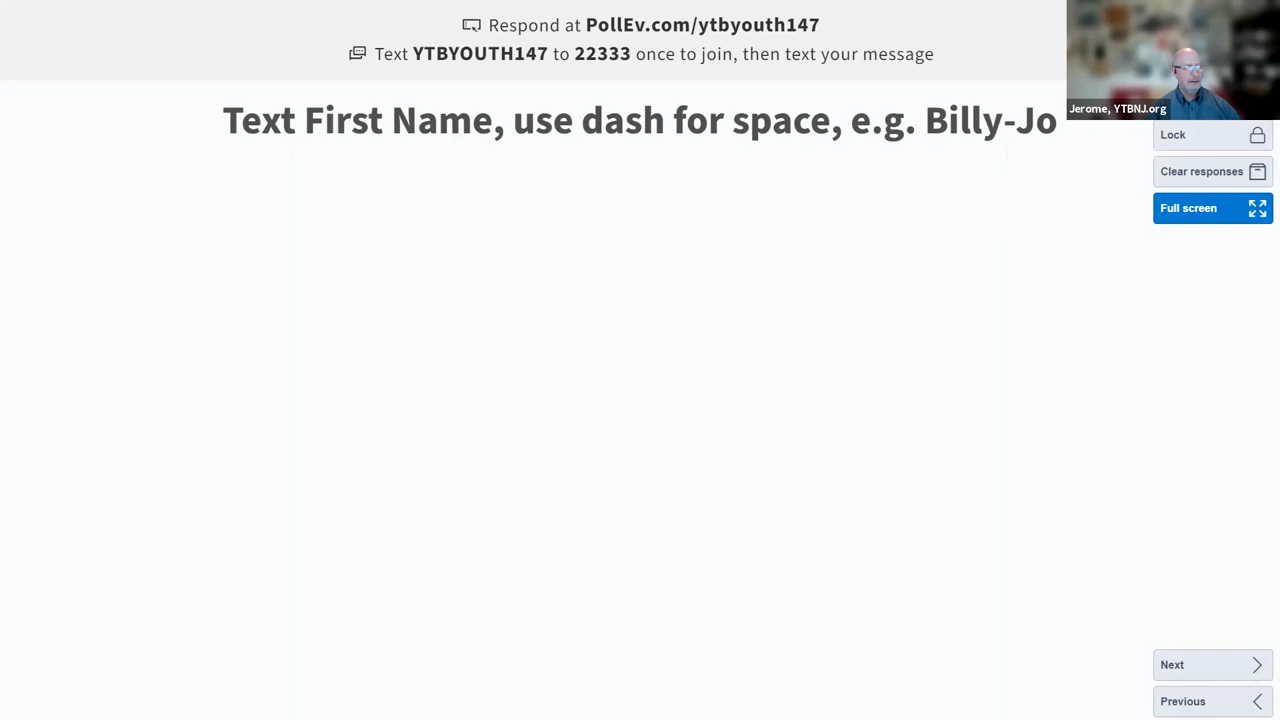 Respond at PollEv.com/ytbyouth147
Text YTBYOUTH147 to 22333 once to join, then text your message
Text First Name, use dash for space, e.g. Billy-Jo
Jerome, YTBNJ.org
Lock
Clear responses
Full screen
Next
Previous